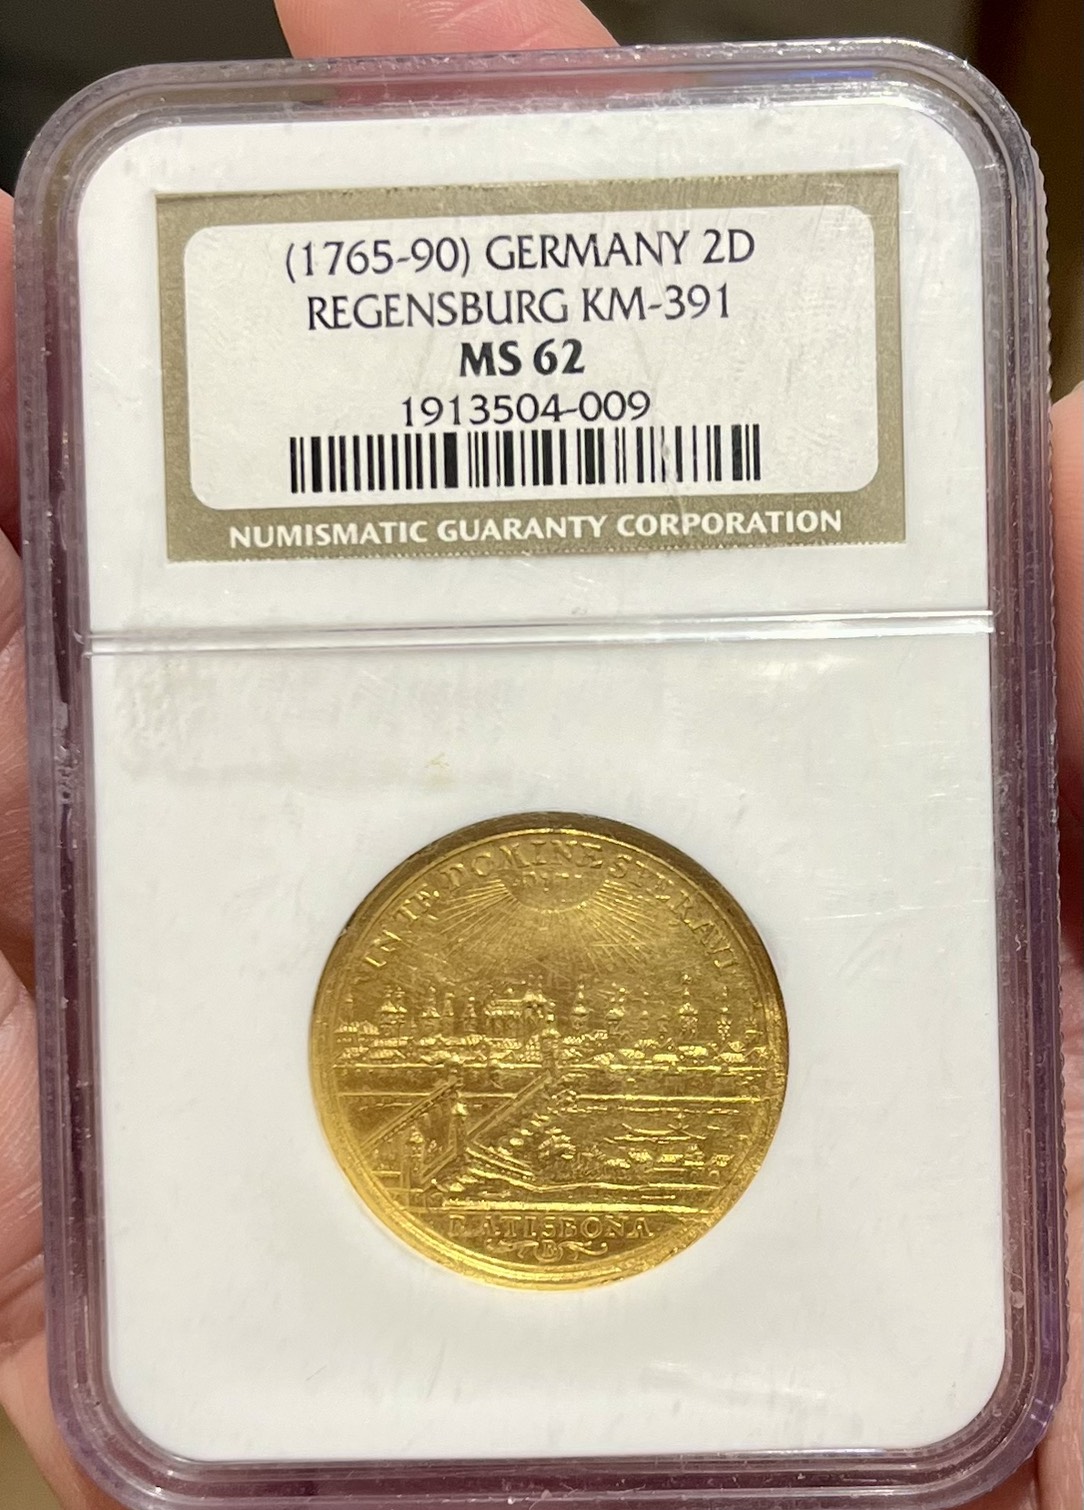 (1765-90) GERMANY 2D
REGENSBURG KM-391
MS 62
1913504-009
NUMISMATIC GUARANTY CORPORATION
IN TE DOMINE SPERAVI
RATISBONA
B